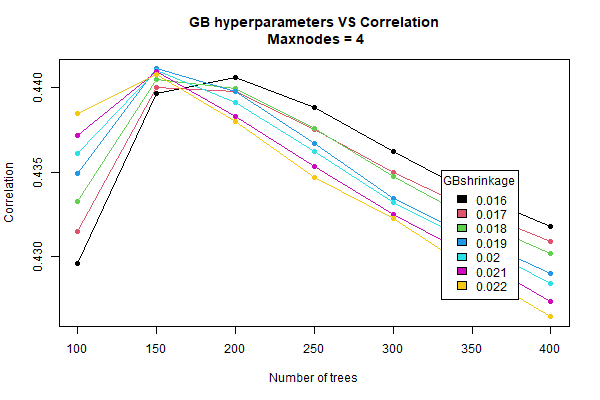 GB hyperparameters VS Correlation
Maxnodes = 4
Correlation
0.440
0.435
0.430
GBshrinkage
0.016
0.017
0.018
0.019
0.02
0.021
0.022
100 150 200 250 300 350 400
Number of trees